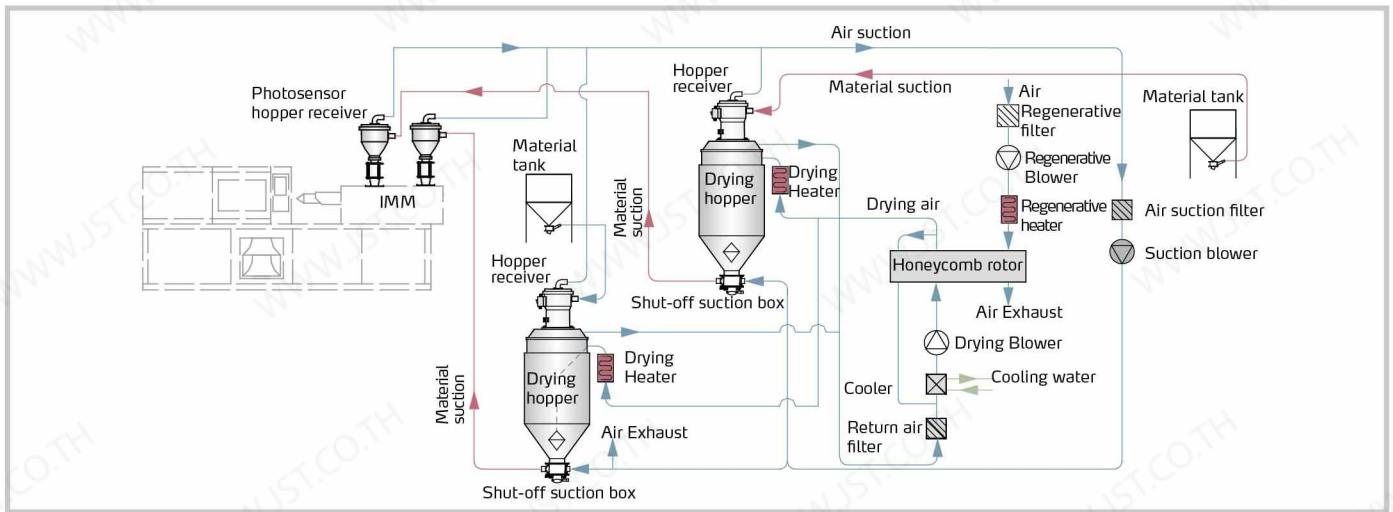 Air suction
Photosensor
hopper receiver
Hopper
receiver
Material suction
Air
Regenerative
filter
Material tank
Material
tank
Regenerative
Blower
Drying
hopper
Drying
Heater
IMM
Material
suction
Drying air
Regenerative
heater
Air suction filter
Honeycomb rotor
Suction blower
Hopper
receiver
Shut-off suction box
Air Exhaust
Drying Blower
Drying
Heater
Drying
hopper
Cooler
Cooling water
Material
suction
Return air
filter
Air Exhaust
Shut-off suction box
WWW.JST.CO.TH